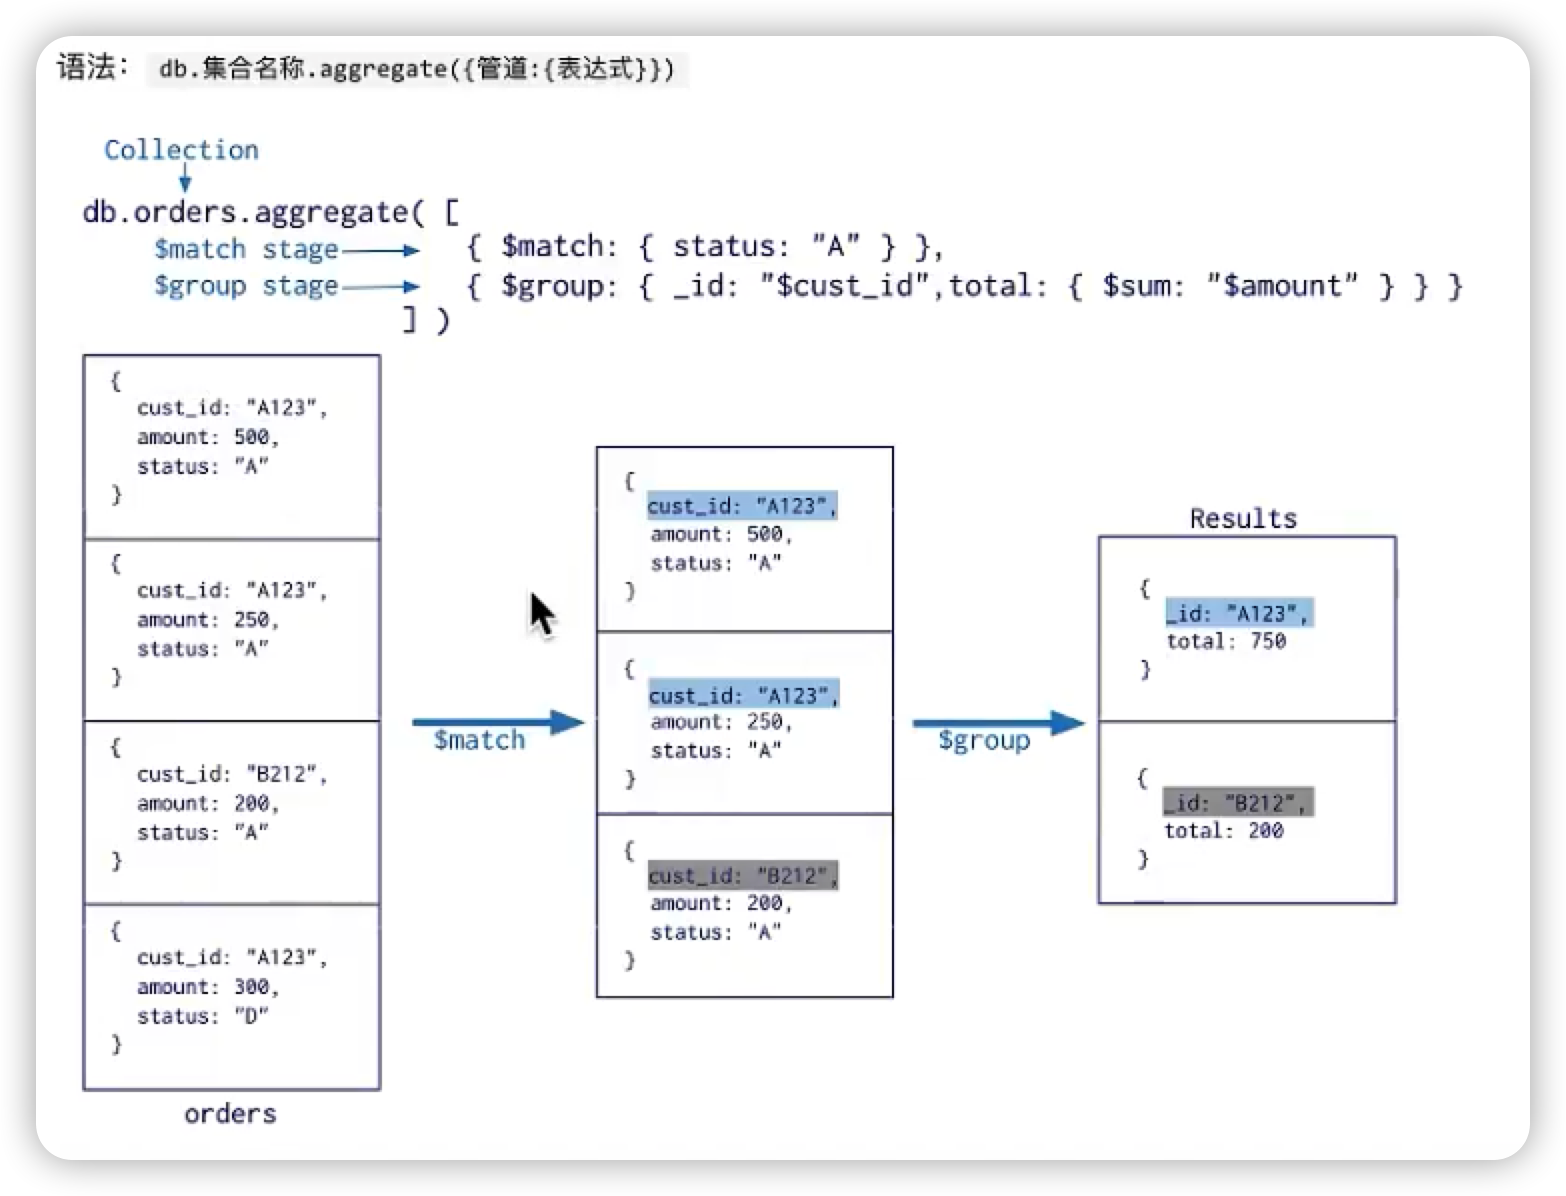 语法： db.集合名称.aggregate({管道:{表达式}})
Collection
db.orders.aggregate( [
$match stage { $match: { status: "A" } },
$group stage { $group: { _id: "$cust_id",total: { $sum: "$amount" } } }
] )
{
cust_id: "A123",
amount: 500,
status: "A"
}
{
cust_id: "A123",
amount: 250,
status: "A"
}
{
cust_id: "B212",
amount: 200,
status: "A"
}
{
cust_id: "A123",
amount: 300,
status: "D"
}
orders
$match
{
cust_id: "A123",
amount: 500,
status: "A"
}
{
cust_id: "A123",
amount: 250,
status: "A"
}
{
cust_id: "B212",
amount: 200,
status: "A"
}
$group
Results
{
_id: "A123",
total: 750
}
{
_id: "B212",
total: 200
}